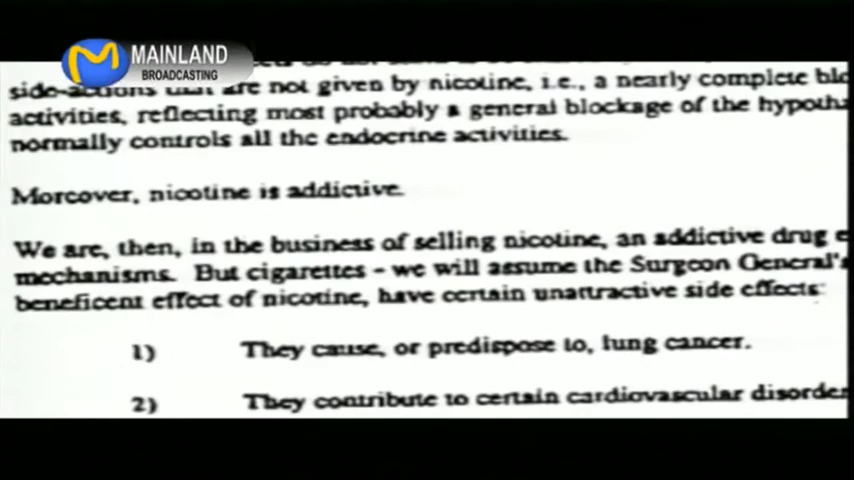 MAINLAND
BROADCASTING
side-actions that are not given by nicotine, i.e., a nearly complete blo
activities, reflecting most probably a general blockage of the hypotha
normally controls all the endocrine activities.
Moreover, nicotine is addictive.
We are, then, in the business of selling nicotine, an addictive drug e
mechanisms. But cigarettes - we will assume the Surgeon General's
beneficent effect of nicotine, have certain unattractive side effects:
1) They cause, or predispose to, lung cancer.
2) They contribute to certain cardiovascular disorder